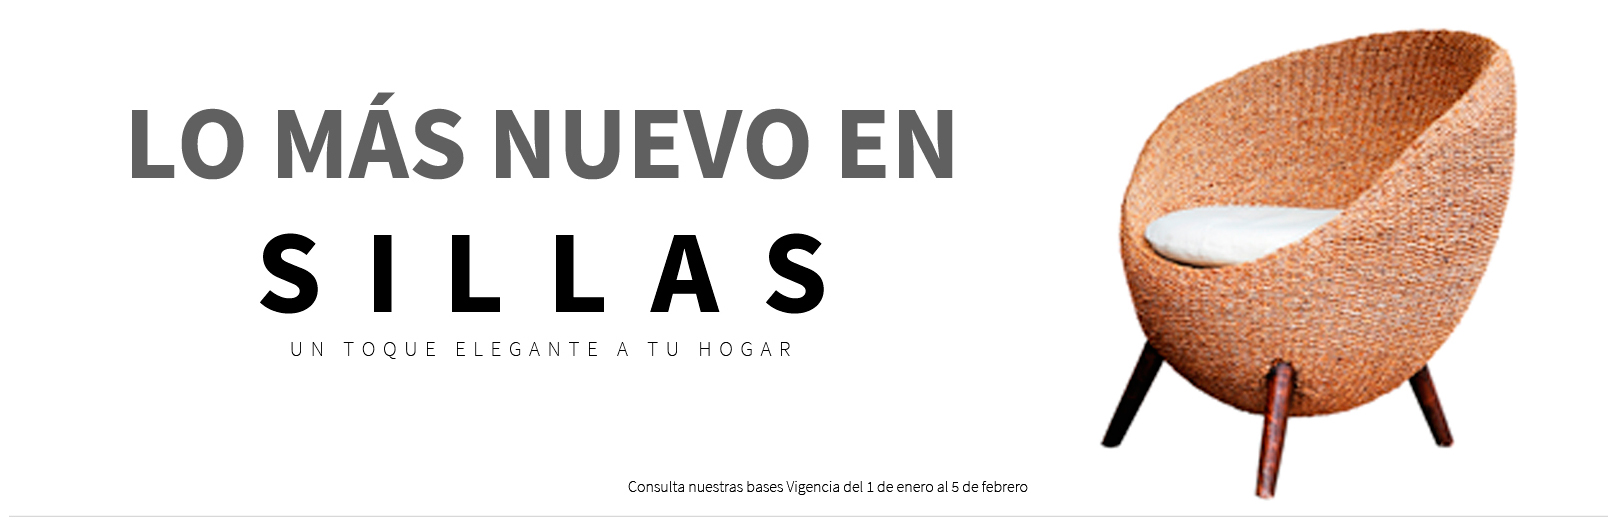 LO MÁS NUEVO EN
SILLAS
UN TOQUE ELEGANTE A TU HOGAR
Consulta nuestras bases Vigencia del 1 de enero al 5 de febrero